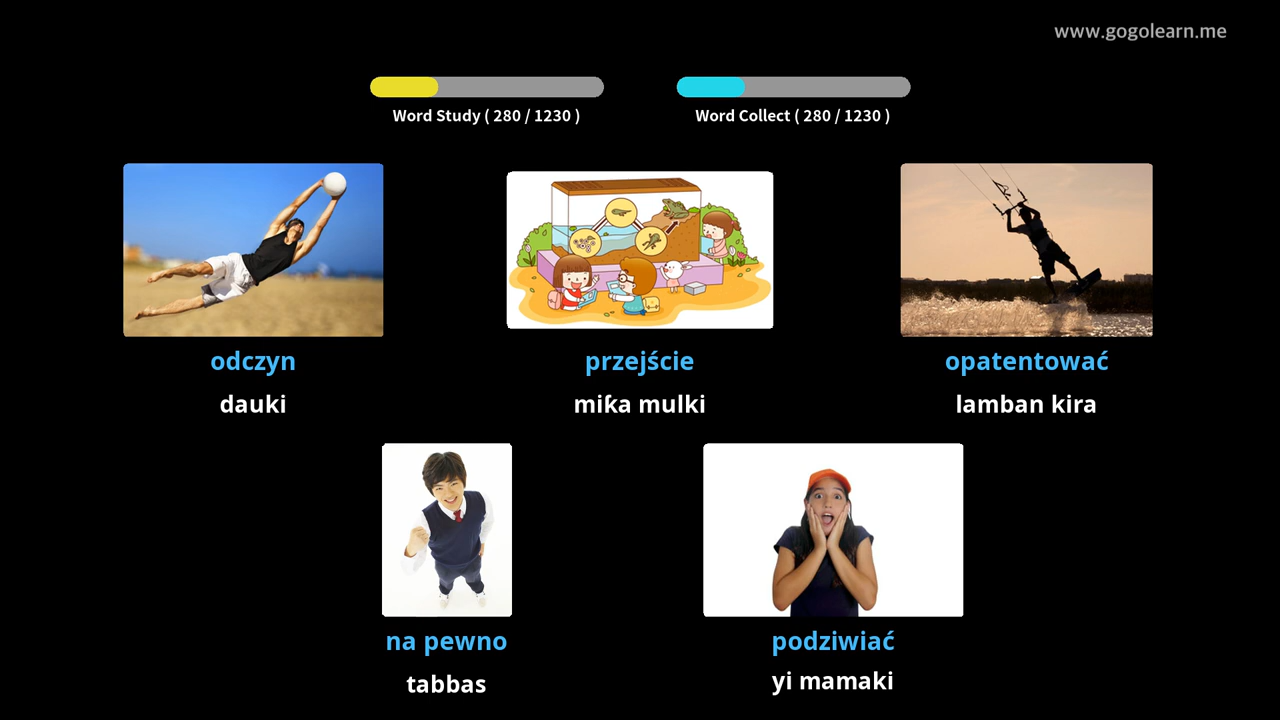 www.gogolearn.me
Word Study ( 280 / 1230 )
Word Collect ( 280 / 1230 )
odczyn
przejście
opatentować
dauki
miƙa mulki
lamban kira
na pewno
podziwiać
tabbas
yi mamaki